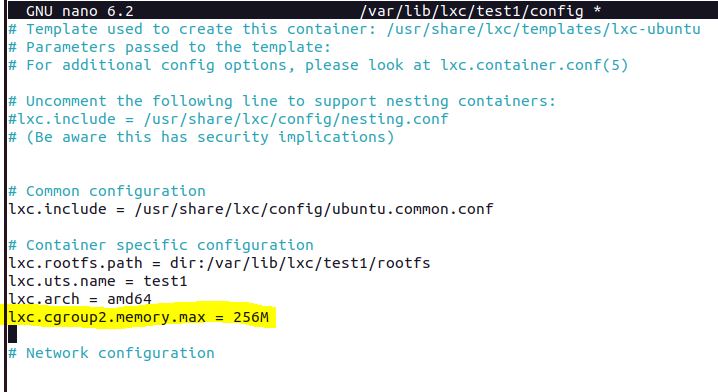 GNU nano 6.2 /var/lib/lxc/test1/config *
# Template used to create this container: /usr/share/lxc/templates/lxc-ubuntu
# Parameters passed to the template:
# For additional config options, please look at lxc.container.conf(5)
# Uncomment the following line to support nesting containers:
#lxc.include = /usr/share/lxc/config/nesting.conf
# (Be aware this has security implications)
# Common configuration
lxc.include = /usr/share/lxc/config/ubuntu.common.conf
# Container specific configuration
lxc.rootfs.path = dir:/var/lib/lxc/test1/rootfs
lxc.uts.name = test1
lxc.arch = amd64
lxc.cgroup2.memory.max = 256M
# Network configuration